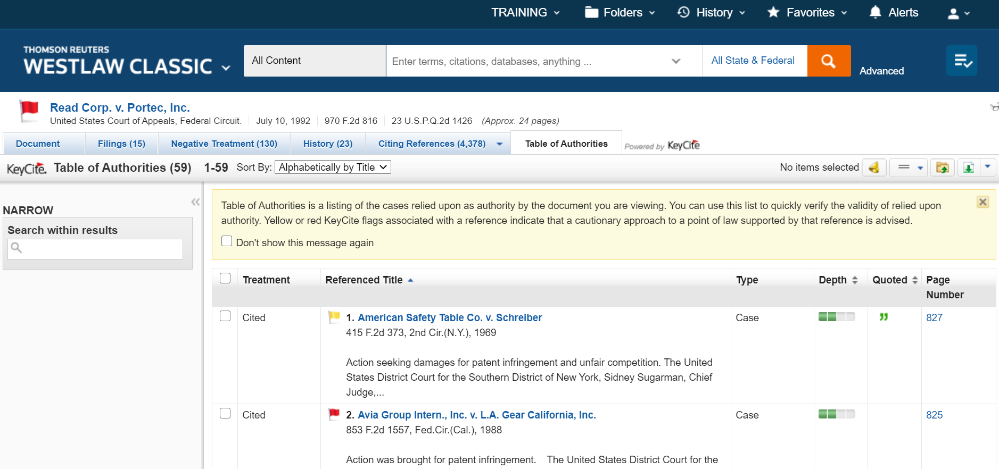 TRAINING Folders History Favorites Alerts
THOMSON REUTERS
WESTLAW CLASSIC
All Content Enter terms, citations, databases, anything ... All State & Federal Advanced
Read Corp. v. Portec, Inc.
United States Court of Appeals, Federal Circuit. July 10, 1992 970 F.2d 816 23 U.S.P.Q.2d 1426 (Approx. 24 pages)
Document Filings (15) Negative Treatment (130) History (23) Citing References (4,378) Table of Authorities Powered by KeyCite
KeyCite. Table of Authorities (59) 1-59 Sort By: Alphabetically by Title No items selected
NARROW
Search within results
Table of Authorities is a listing of the cases relied upon as authority by the document you are viewing. You can use this list to quickly verify the validity of relied upon
authority. Yellow or red KeyCite flags associated with a reference indicate that a cautionary approach to a point of law supported by that reference is advised.
Don't show this message again
Treatment Referenced Title Type Depth Quoted Page
Number
Cited 1. American Safety Table Co. v. Schreiber Case 827
415 F.2d 373, 2nd Cir.(N.Y.), 1969
Action seeking damages for patent infringement and unfair competition. The United
States District Court for the Southern District of New York, Sidney Sugarman, Chief
Judge,...
Cited 2. Avia Group Intern., Inc. v. L.A. Gear California, Inc. Case 825
853 F.2d 1557, Fed.Cir.(Cal.), 1988
Action was brought for patent infringement. The United States District Court for the